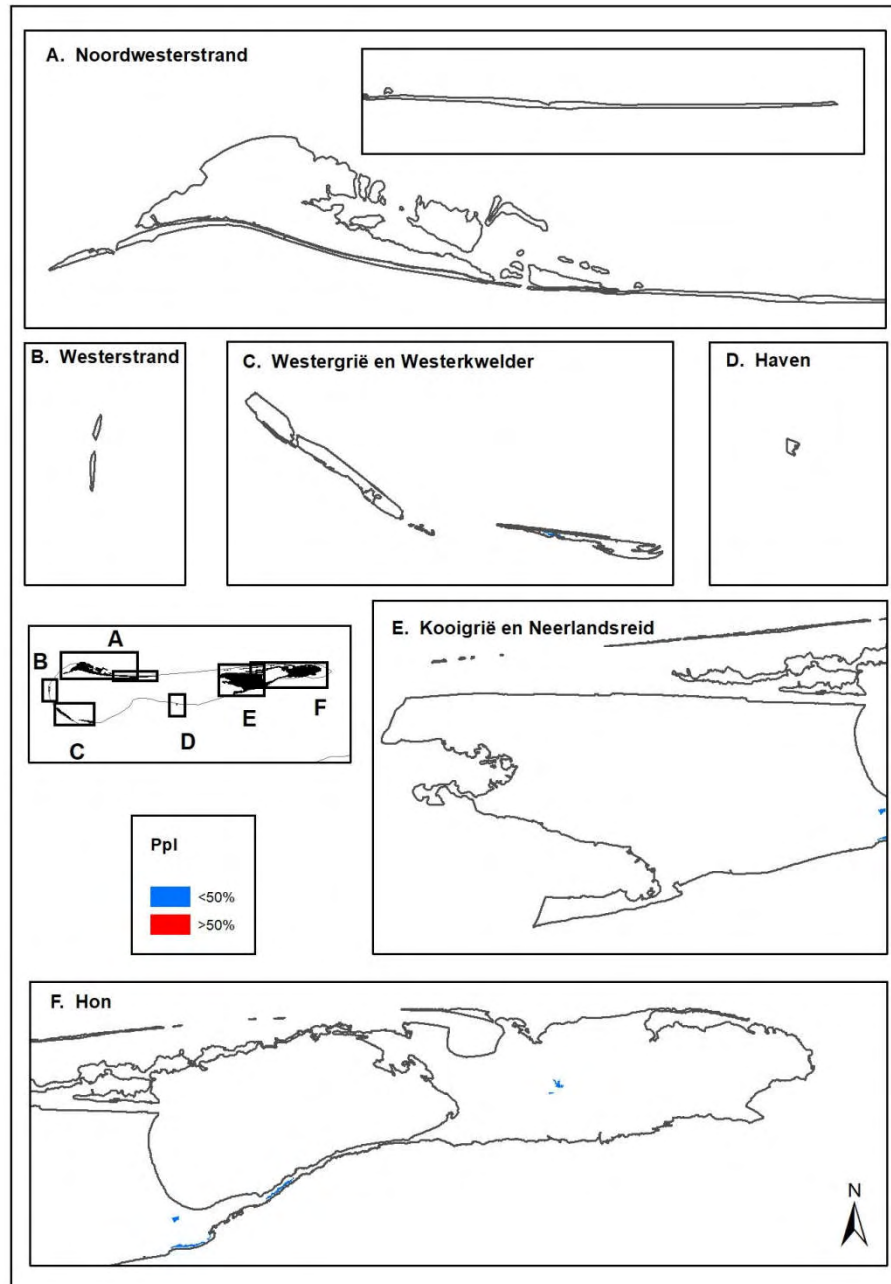 A. Noordwesterstrand
B. Westerstrand
C. Westergrië en Westerkwelder
D. Haven
A
B
C
D
E
F
E. Kooigrië en Neerlandsreid
Ppl
<50%
>50%
F. Hon
N